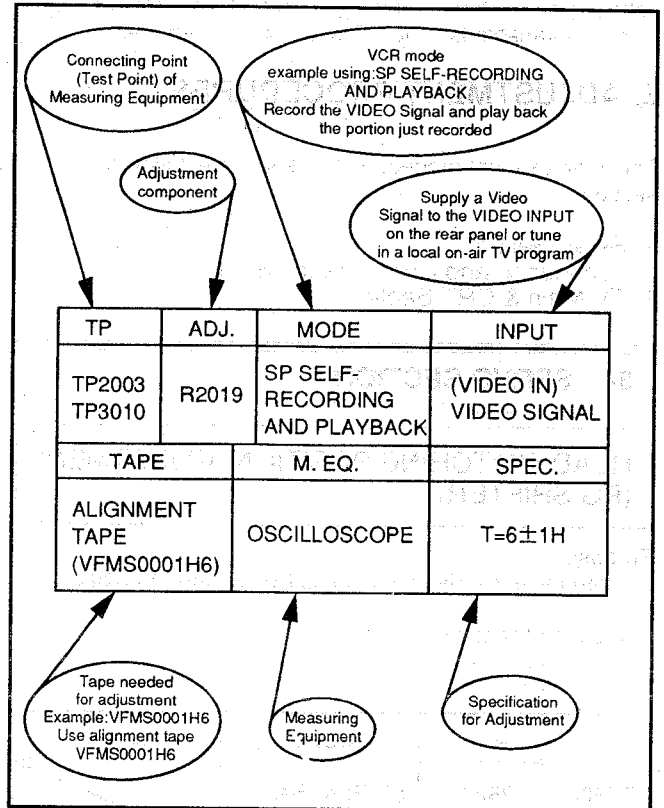 Connecting Point
(Test Point) of
Measuring Equipment
VCR mode
example using:SP SELF-RECORDING
AND PLAYBACK
Record the VIDEO Signal and play back
the portion just recorded
Adjustment
component
Supply a Video
Signal to the VIDEO INPUT
on the rear panel or tune
in a local on-air TV program
TP ADJ. MODE INPUT
TP2003
TP3010
R2019
SP SELF-
RECORDING
AND PLAYBACK
(VIDEO IN)
VIDEO SIGNAL
TAPE M. EQ. SPEC.
ALIGNMENT
TAPE
(VFMS0001H6)
OSCILLOSCOPE
T=6±1H
Tape needed
for adjustment
Example:VFMS0001H6
Use alignment tape
VFMS0001H6
Measuring
Equipment
Specification
for Adjustment